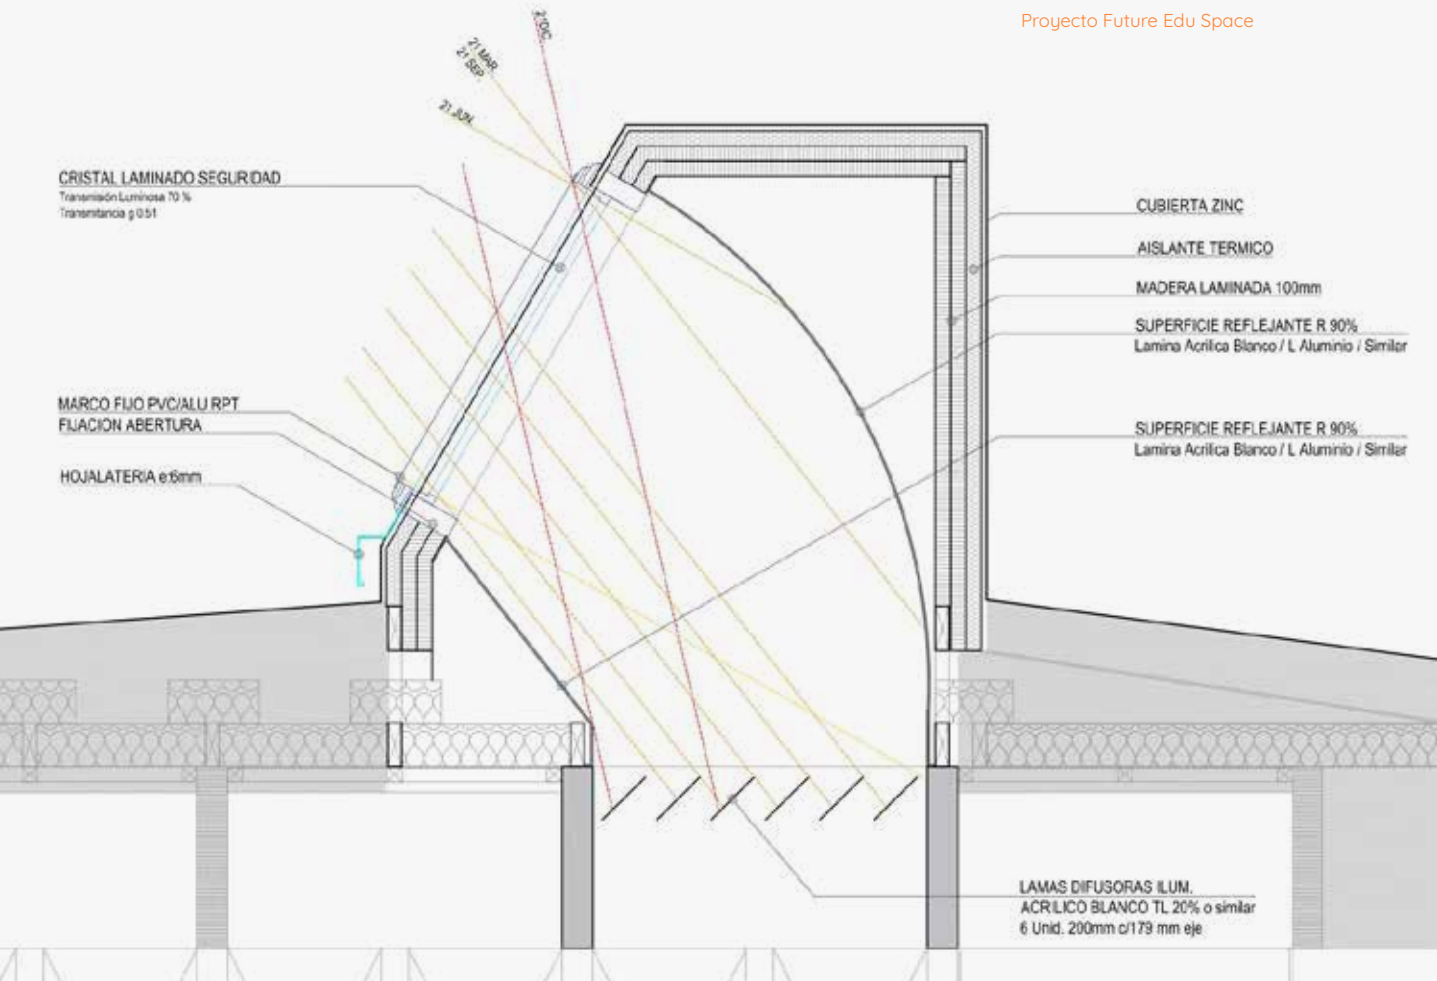 Proyecto Future Edu Space
21 DIC.
21 MAR.
21 SEP.
21 JUN.
CRISTAL LAMINADO SEGURIDAD
Transmisión Luminosa 70 %
Transmitancia g 0.51
MARCO FIJO PVC/ALU RPT
FIJACION ABERTURA
HOJALATERIA e:6mm
CUBIERTA ZINC
AISLANTE TERMICO
MADERA LAMINADA 100mm
SUPERFICIE REFLEJANTE R 90%
Lamina Acrilica Blanco / L Aluminio / Similar
SUPERFICIE REFLEJANTE R 90%
Lamina Acrilica Blanco / L Aluminio / Similar
LAMAS DIFUSORAS ILUM.
ACRILICO BLANCO TL 20% o similar
6 Unid. 200mm c/179 mm eje